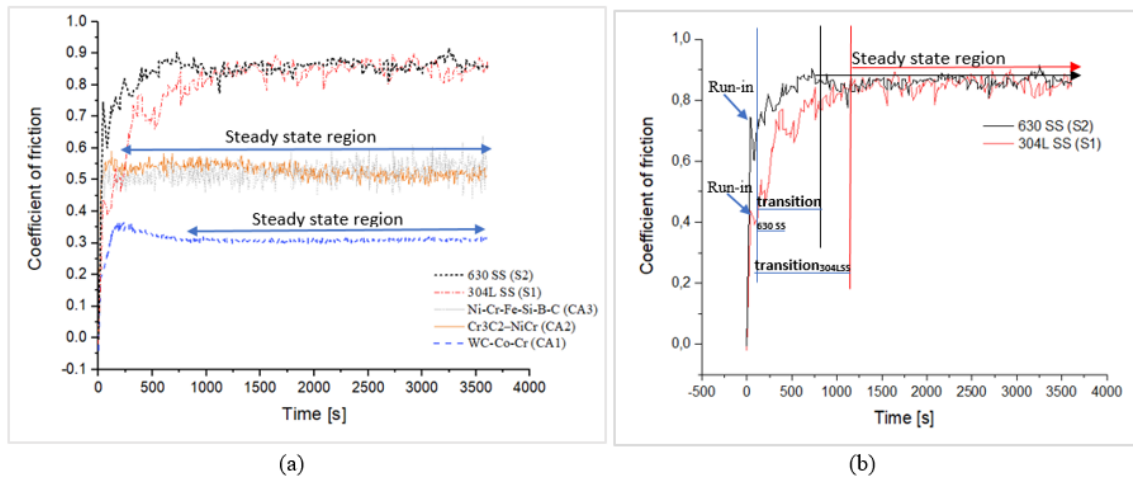 1.0
0.9
0.8
0.7
0.6
0.5
0.4
0.3
0.2
0.1
0.0
-0.1
Coefficient of friction
Steady state region
Steady state region
630 SS (S2)
304L SS (S1)
Ni-Cr-Fe-Si-B-C (CA3)
Cr3C2–NiCr (CA2)
WC-Co-Cr (CA1)
0 500 1000 1500 2000 2500 3000 3500 4000
Time [s]
(a)
1,0
0,8
0,6
0,4
0,2
0,0
Coefficient of friction
Steady state region
Run-in
630 SS (S2)
304L SS (S1)
Run-in
transition
630 SS
transition304LSS
-500 0 500 1000 1500 2000 2500 3000 3500 4000
Time [s]
(b)